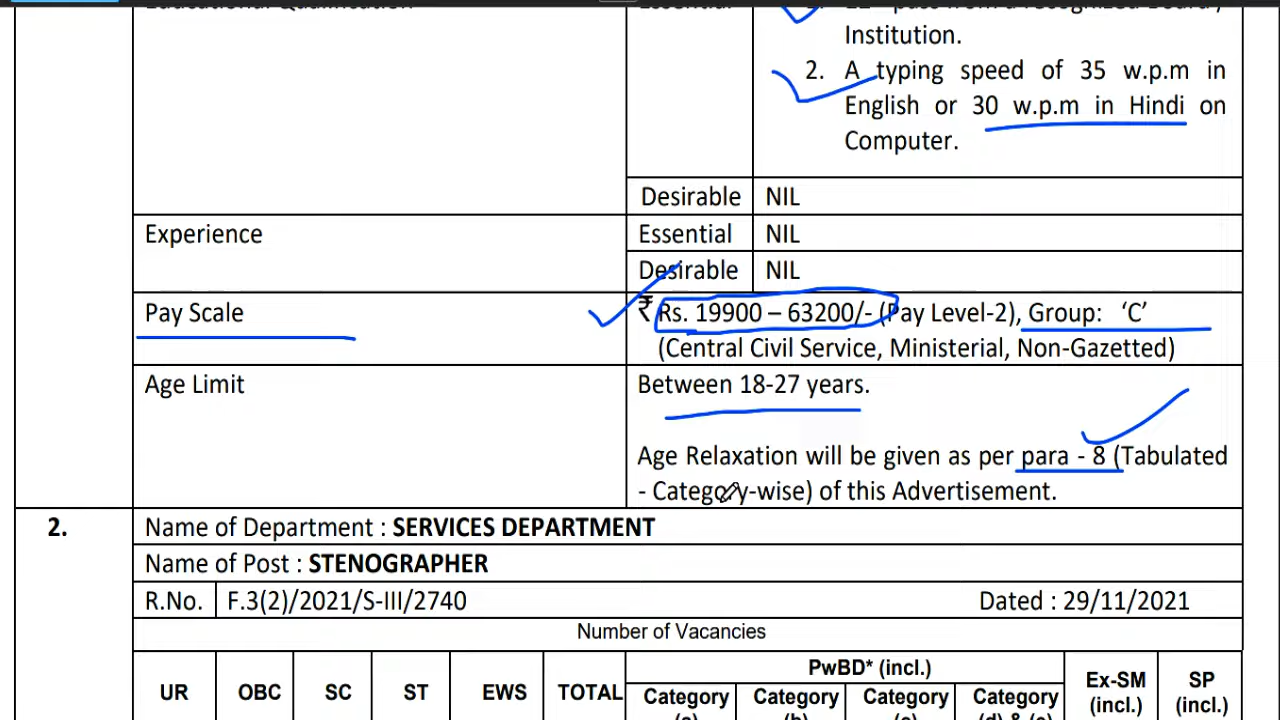 Essential
Institution.
2. A typing speed of 35 w.p.m in
English or 30 w.p.m in Hindi on
Computer.
Desirable NIL
Experience Essential NIL
Desirable NIL
Pay Scale ₹ Rs. 19900 – 63200/- (Pay Level-2), Group: ‘C’
(Central Civil Service, Ministerial, Non-Gazetted)
Age Limit Between 18-27 years.
Age Relaxation will be given as per para - 8 (Tabulated
- Category-wise) of this Advertisement.
2. Name of Department : SERVICES DEPARTMENT
Name of Post : STENOGRAPHER
R.No. F.3(2)/2021/S-III/2740 Dated : 29/11/2021
Number of Vacancies
UR OBC SC ST EWS TOTAL PwBD* (incl.) Ex-SM (incl.) SP (incl.)
Category Category Category Category